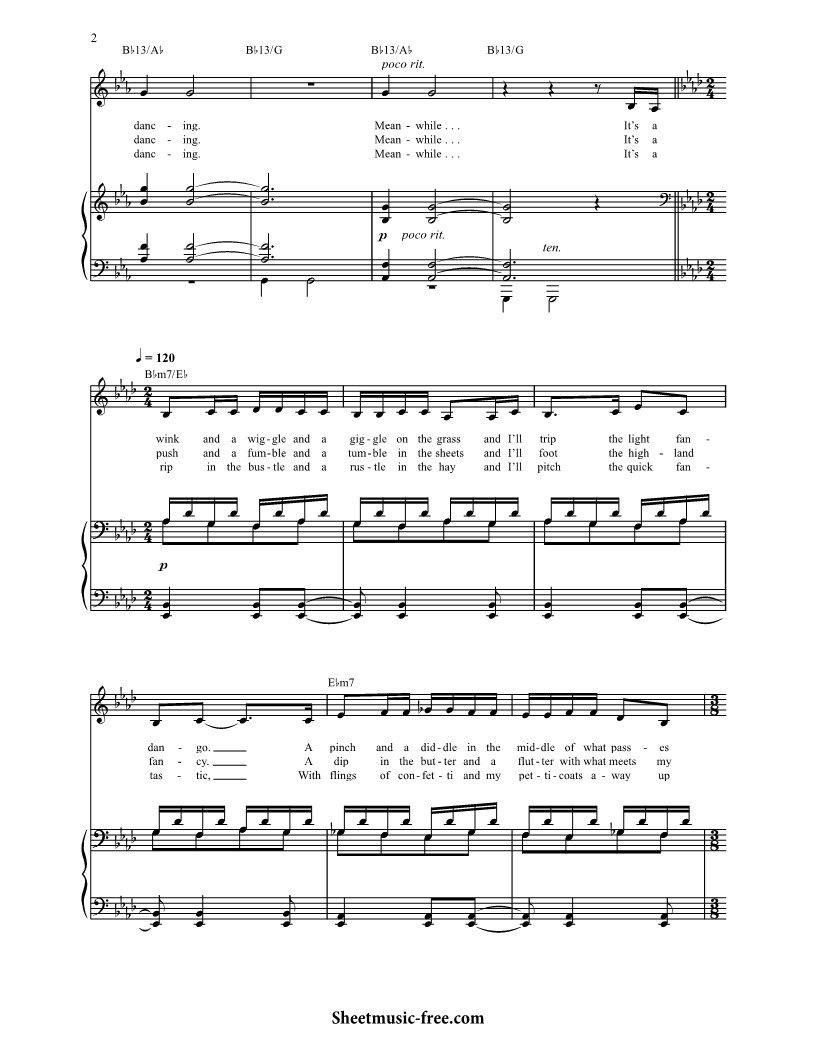 2
B♭13/A♭ B♭13/G B♭13/A♭ B♭13/G
poco rit.
danc - ing. Mean - while . . . It's a
danc - ing. Mean - while . . . It's a
danc - ing. Mean - while . . . It's a
p poco rit.
ten.
2 4
♩ = 120
B♭m7/E♭
2 4
wink and a wig - gle and a gig - gle on the grass and I'll trip the light fan -
push and a fum - ble and a tum - ble in the sheets and I'll foot the high - land
rip in the bus - tle and a rus - tle in the hay and I'll pitch the quick fan -
p
E♭m7
3 8
dan - go. A pinch and a did - dle in the mid - dle of what pass - es
fan - cy. A dip in the but - ter and a flut - ter with what meets my
tas - tic, With flings of con - fet - ti and my pet - ti - coats a - way up
Sheetmusic-free.com